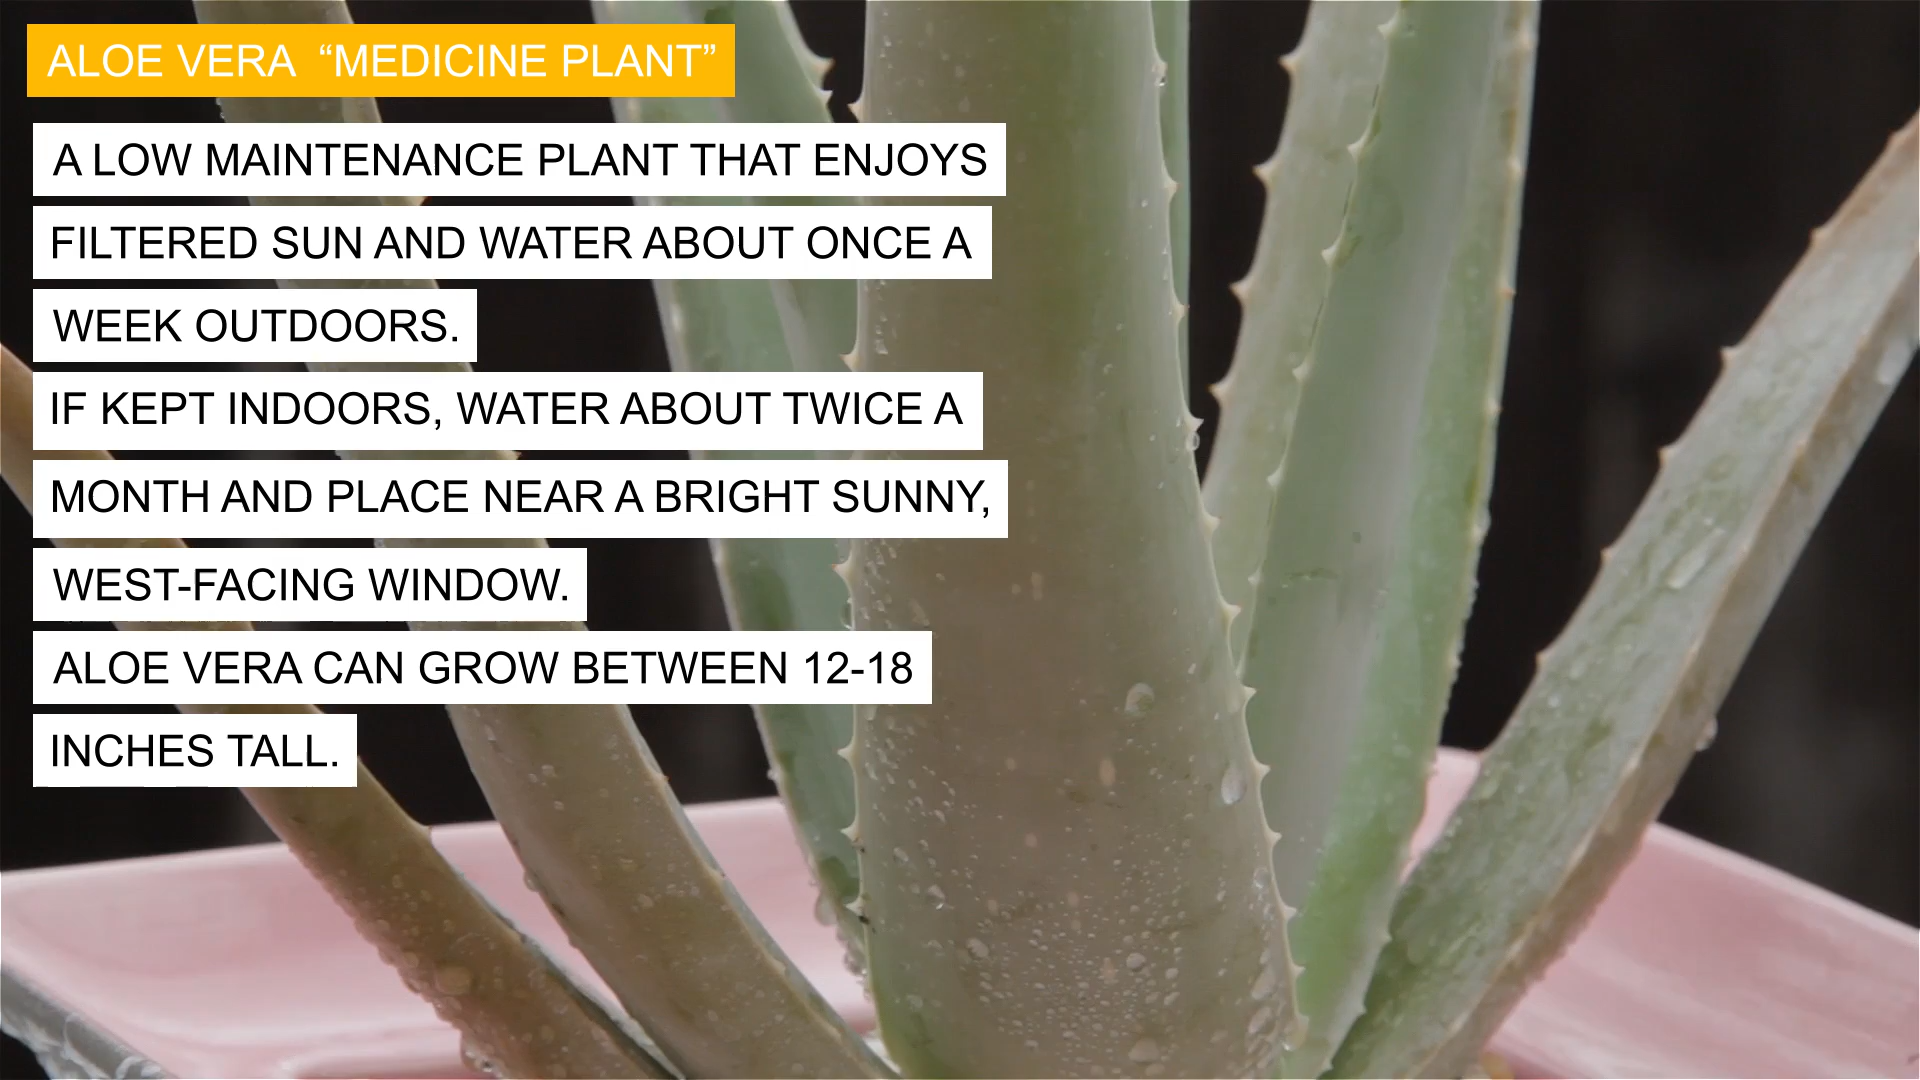 ALOE VERA “MEDICINE PLANT”
A LOW MAINTENANCE PLANT THAT ENJOYS
FILTERED SUN AND WATER ABOUT ONCE A
WEEK OUTDOORS.
IF KEPT INDOORS, WATER ABOUT TWICE A
MONTH AND PLACE NEAR A BRIGHT SUNNY,
WEST-FACING WINDOW.
ALOE VERA CAN GROW BETWEEN 12-18
INCHES TALL.